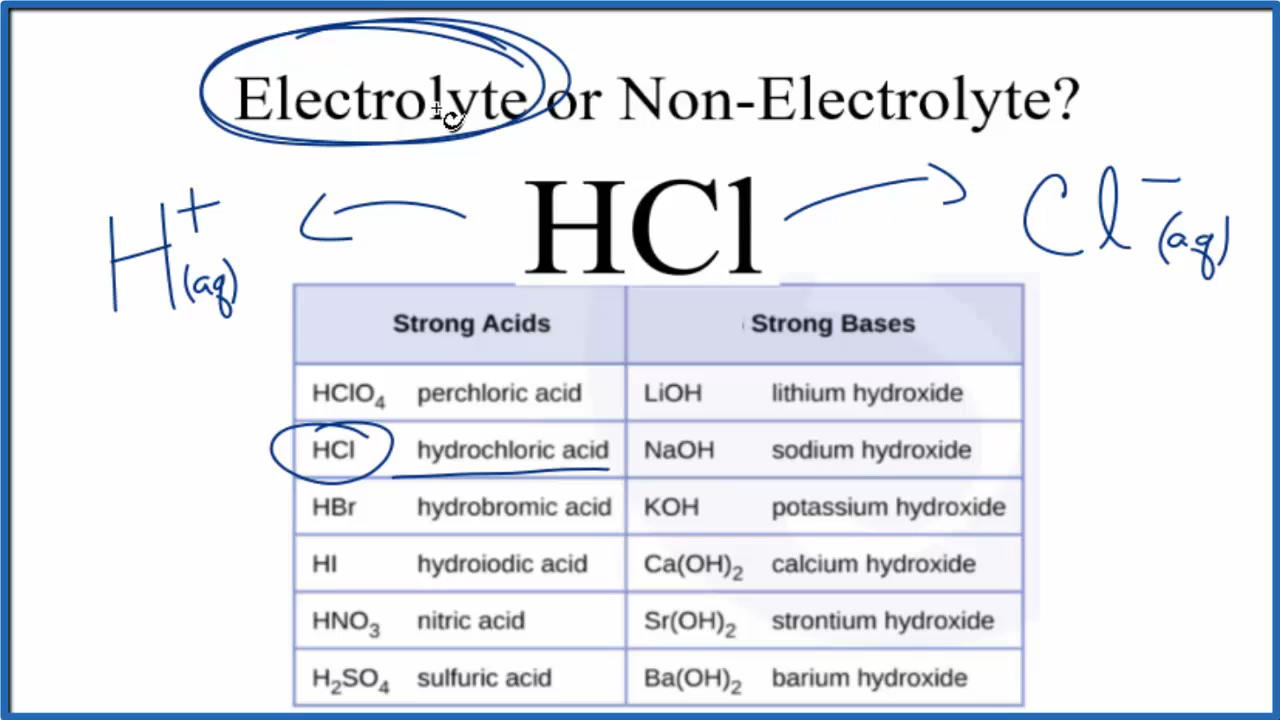 Electrolyte or Non-Electrolyte?
H⁺(aq) HCl Cl⁻(aq)
Strong Acids Strong Bases
HClO₄ perchloric acid LiOH lithium hydroxide
HCl hydrochloric acid NaOH sodium hydroxide
HBr hydrobromic acid KOH potassium hydroxide
HI hydroiodic acid Ca(OH)₂ calcium hydroxide
HNO₃ nitric acid Sr(OH)₂ strontium hydroxide
H₂SO₄ sulfuric acid Ba(OH)₂ barium hydroxide